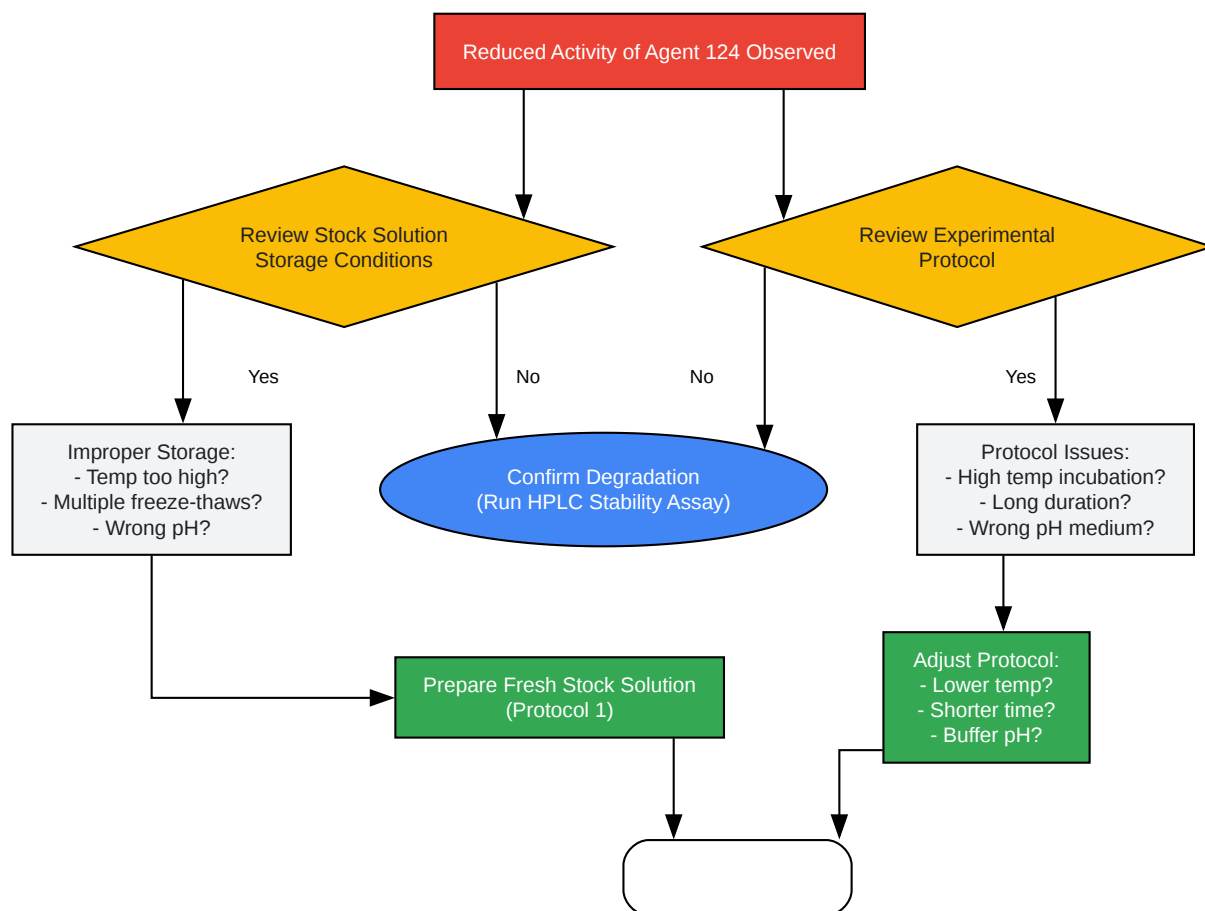 Reduced Activity of Agent 124 Observed
Review Stock Solution
Storage Conditions
Review Experimental
Protocol
Yes
No
No
Yes
Improper Storage:
- Temp too high?
- Multiple freeze-thaws?
- Wrong pH?
Confirm Degradation
(Run HPLC Stability Assay)
Protocol Issues:
- High temp incubation?
- Long duration?
- Wrong pH medium?
Prepare Fresh Stock Solution
(Protocol 1)
Adjust Protocol:
- Lower temp?
- Shorter time?
- Buffer pH?